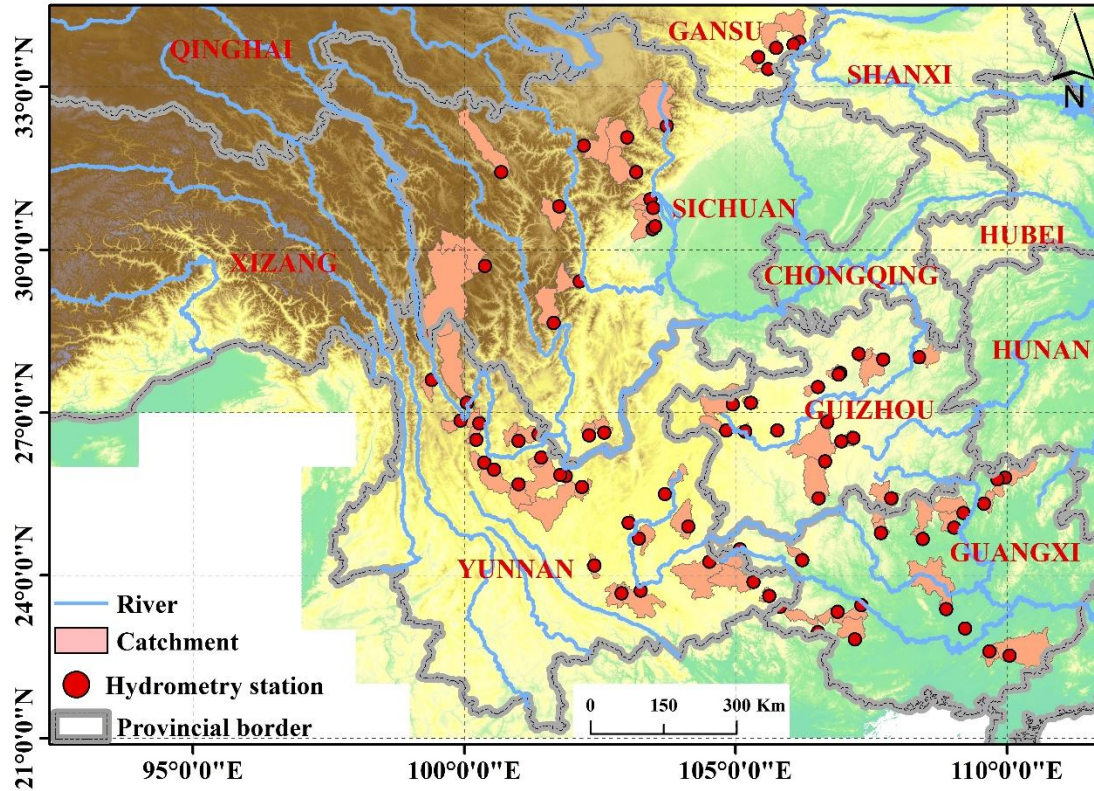 GANSU
QINGHAI
SHANXI
N
33°0'0"N
SICHUAN
30°0'0"N
HUBEI
XIZANG
CHONGQING
HUNAN
27°0'0"N
GUIZHOU
GUANGXI
YUNNAN
24°0'0"N
River
Catchment
Hydrometry station
Provincial border
0 150 300 Km
21°0'0"N
95°0'0"E 100°0'0"E 105°0'0"E 110°0'0"E